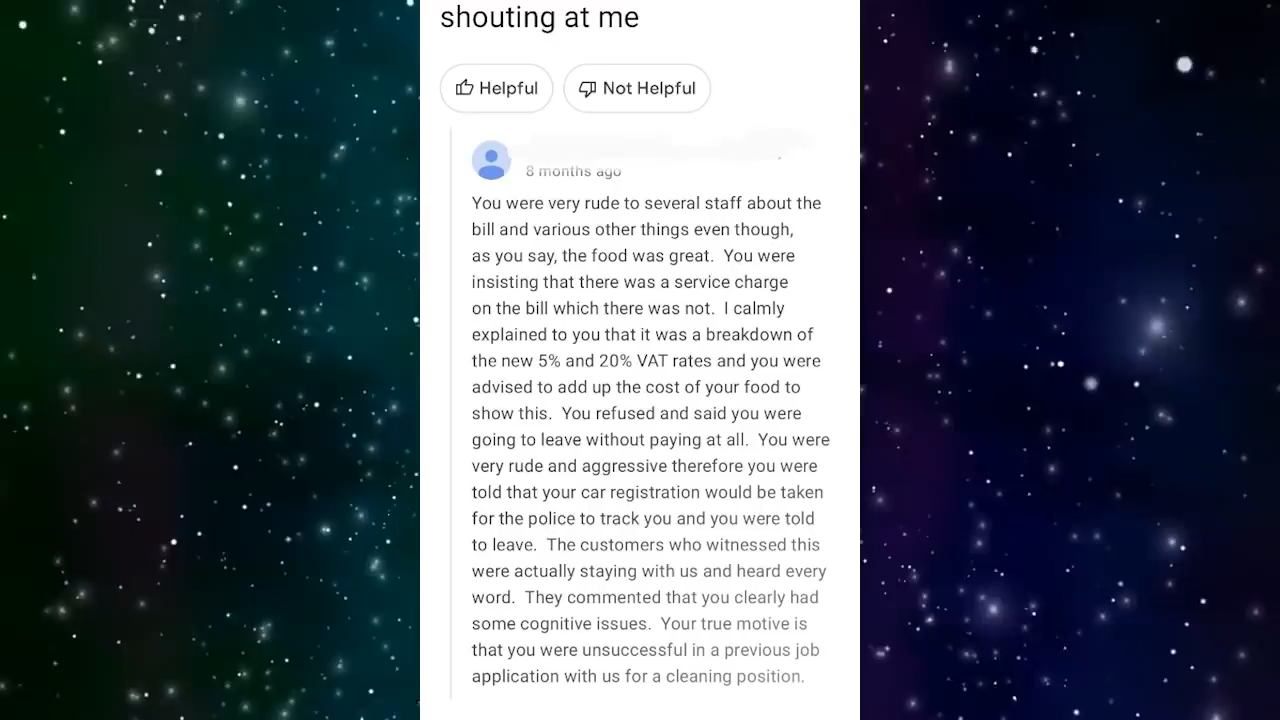 shouting at me
Helpful
Not Helpful
8 months ago
You were very rude to several staff about the
bill and various other things even though,
as you say, the food was great.  You were
insisting that there was a service charge
on the bill which there was not.  I calmly
explained to you that it was a breakdown of
the new 5% and 20% VAT rates and you were
advised to add up the cost of your food to
show this.  You refused and said you were
going to leave without paying at all.  You were
very rude and aggressive therefore you were
told that your car registration would be taken
for the police to track you and you were told
to leave.  The customers who witnessed this
were actually staying with us and heard every
word.  They commented that you clearly had
some cognitive issues.  Your true motive is
that you were unsuccessful in a previous job
application with us for a cleaning position.